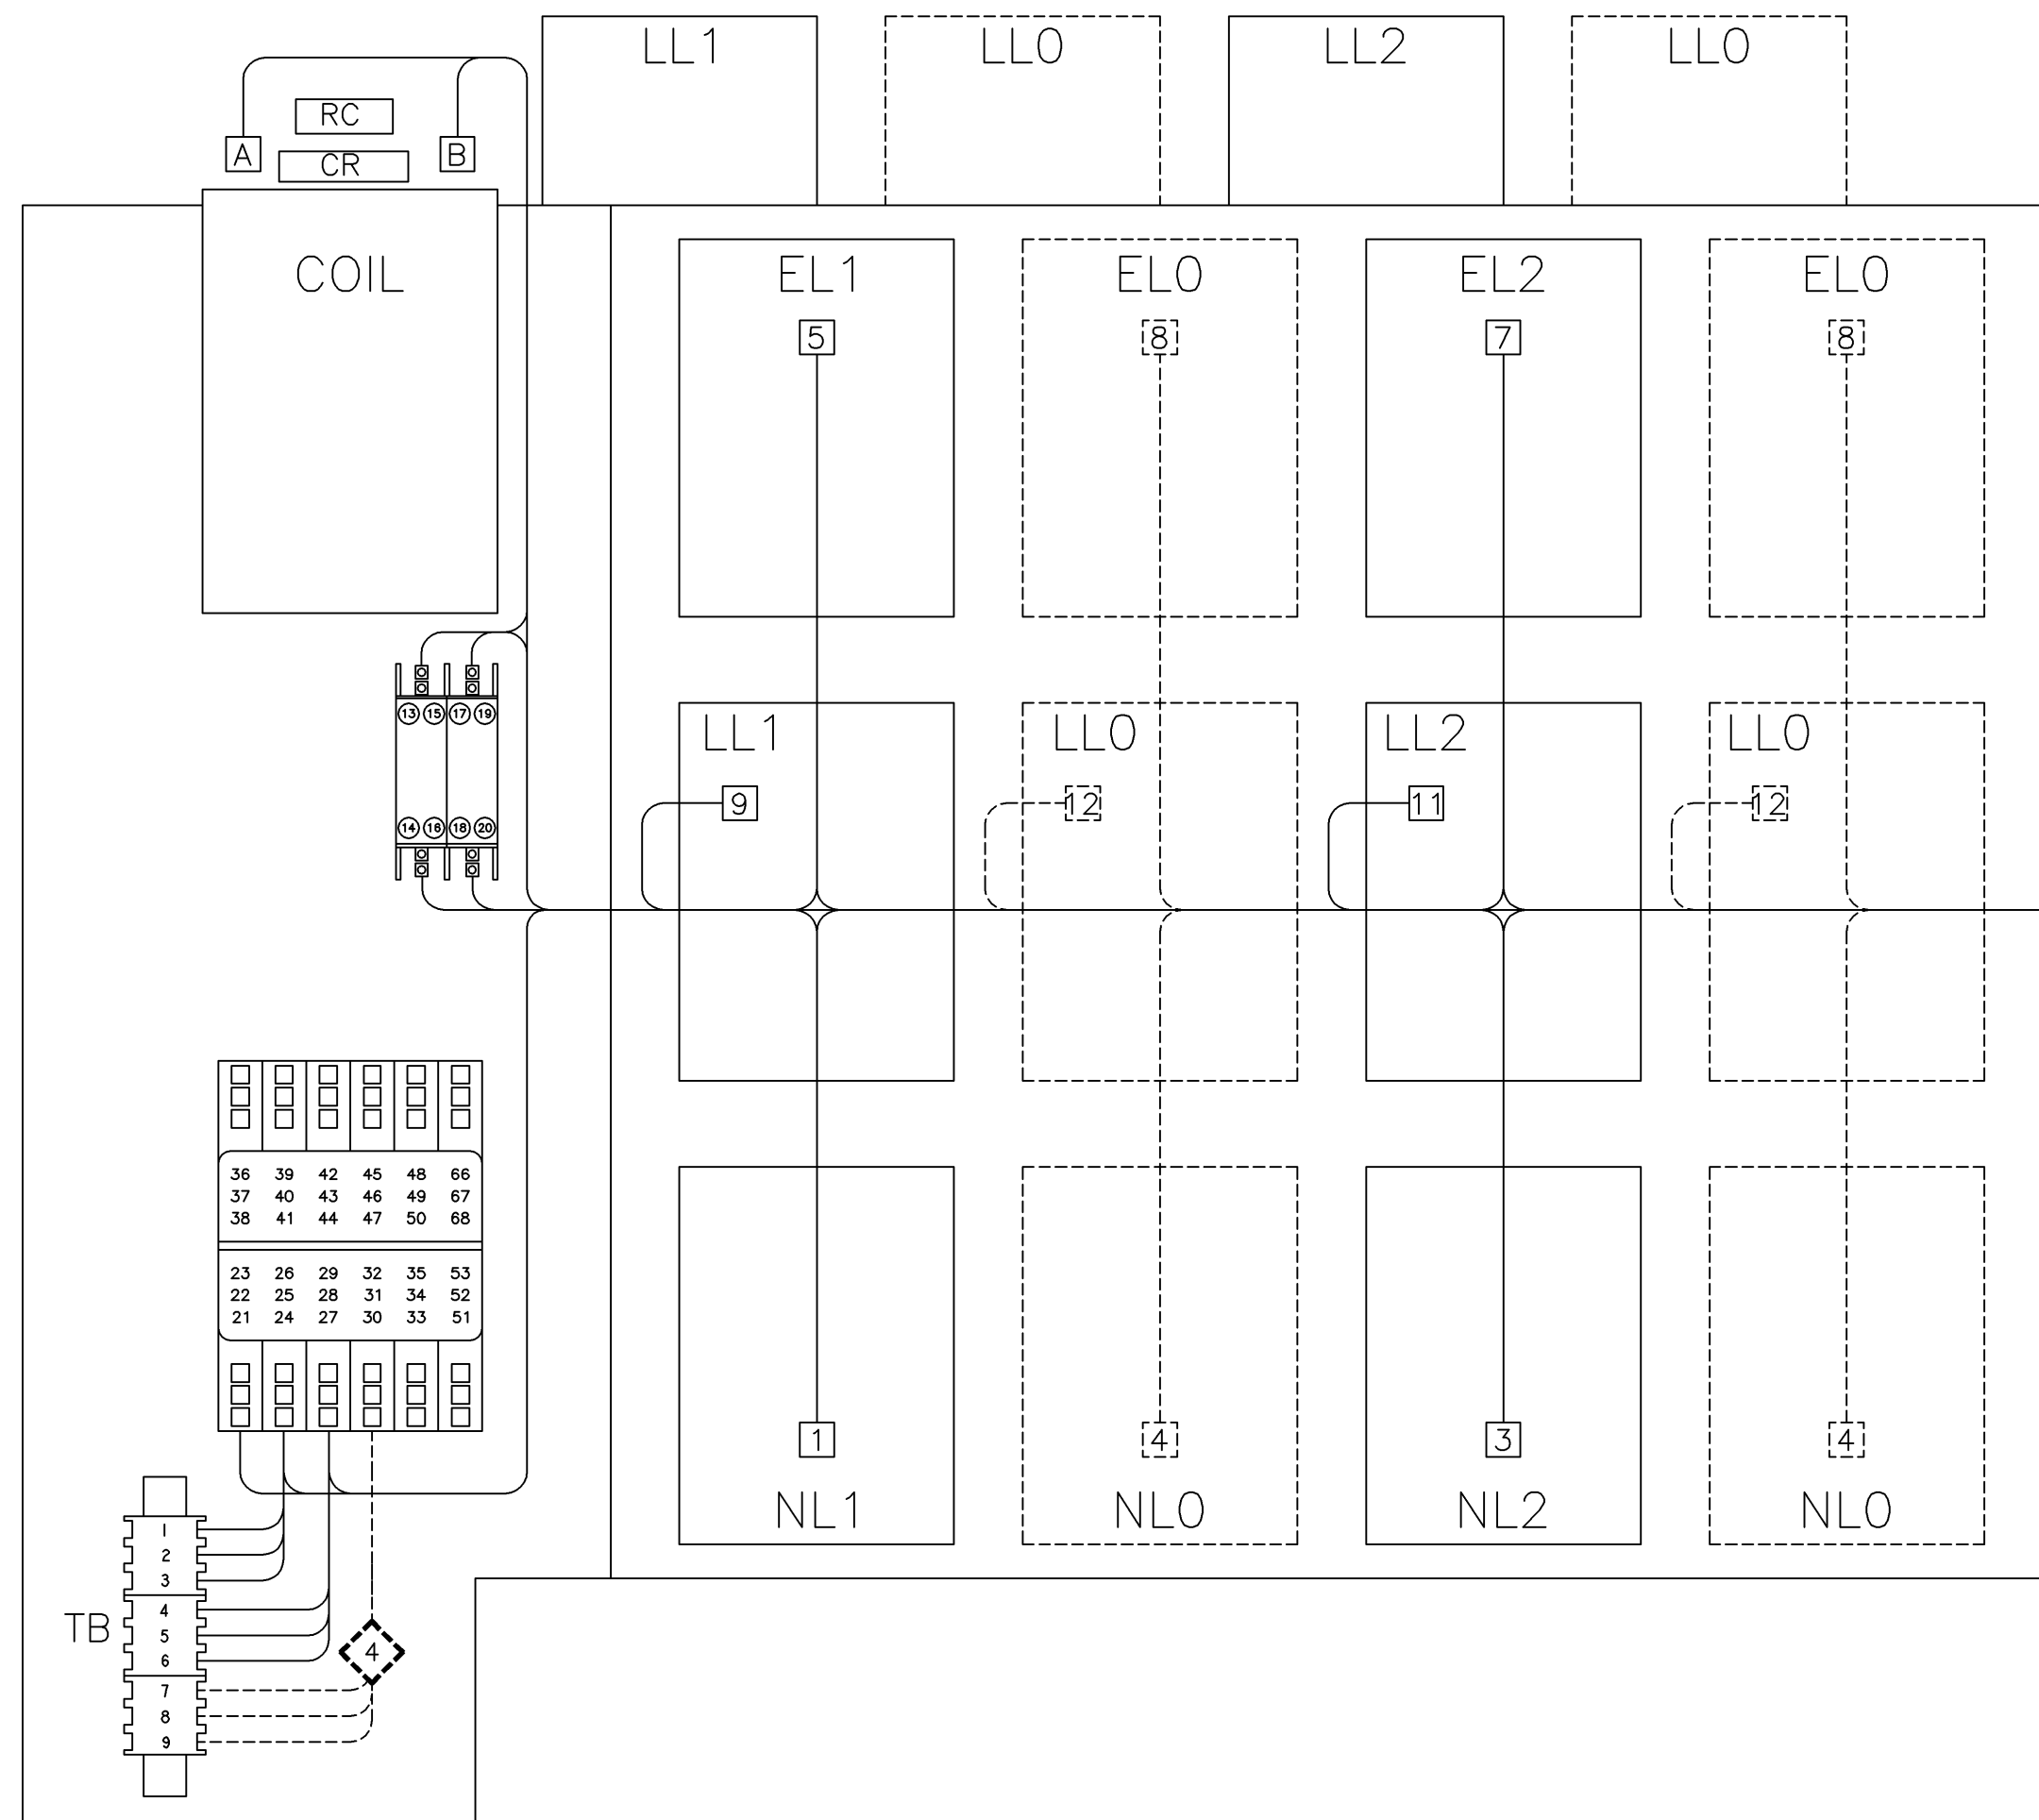 LL1 LL0 LL2 LL0
RC
A B
CR
COIL
EL1 EL0 EL2 EL0
5 8 7 8
13 15 17 19
LL1 LL0 LL2 LL0
9 12 11 12
14 16 18 20
36 39 42 45 48 66
37 40 43 46 49 67
38 41 44 47 50 68
23 26 29 32 35 53
22 25 28 31 34 52
21 24 27 30 33 51
1 4 3 4
NL1 NL0 NL2 NL0
1
2
3
4
5
6
TB
4
7
8
9